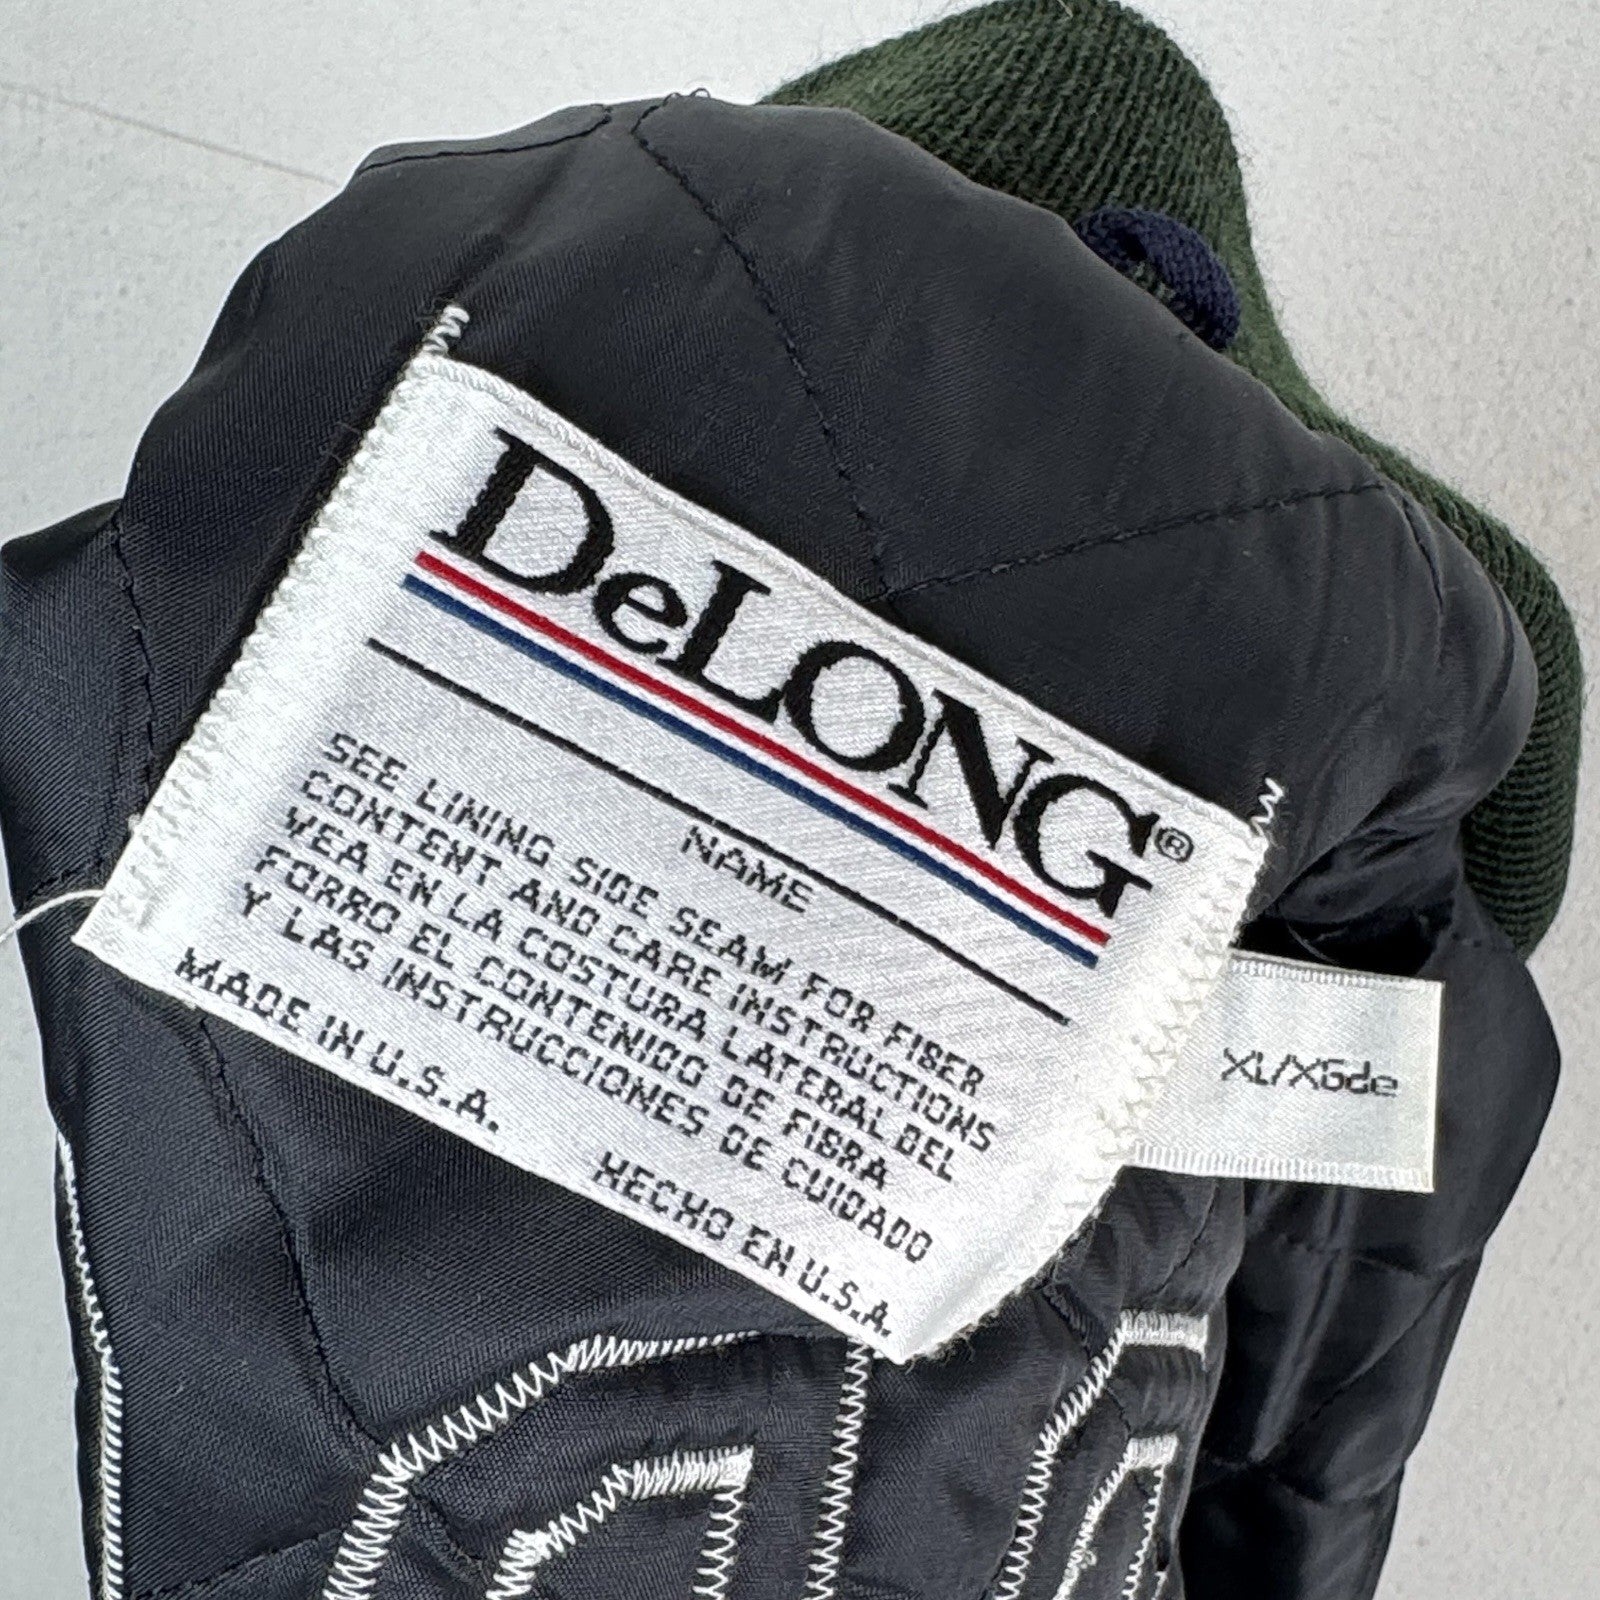 DeLONG®
NAME
SEE LINING SIDE SEAM FOR FIBER
CONTENT AND CARE INSTRUCTIONS
VEA EN LA COSTURA LATERAL DEL
FORRO EL CONTENIDO DE FIBRA
Y LAS INSTRUCCIONES DE CUIDADO
MADE IN U.S.A. HECHO EN U.S.A.
XL/XGde